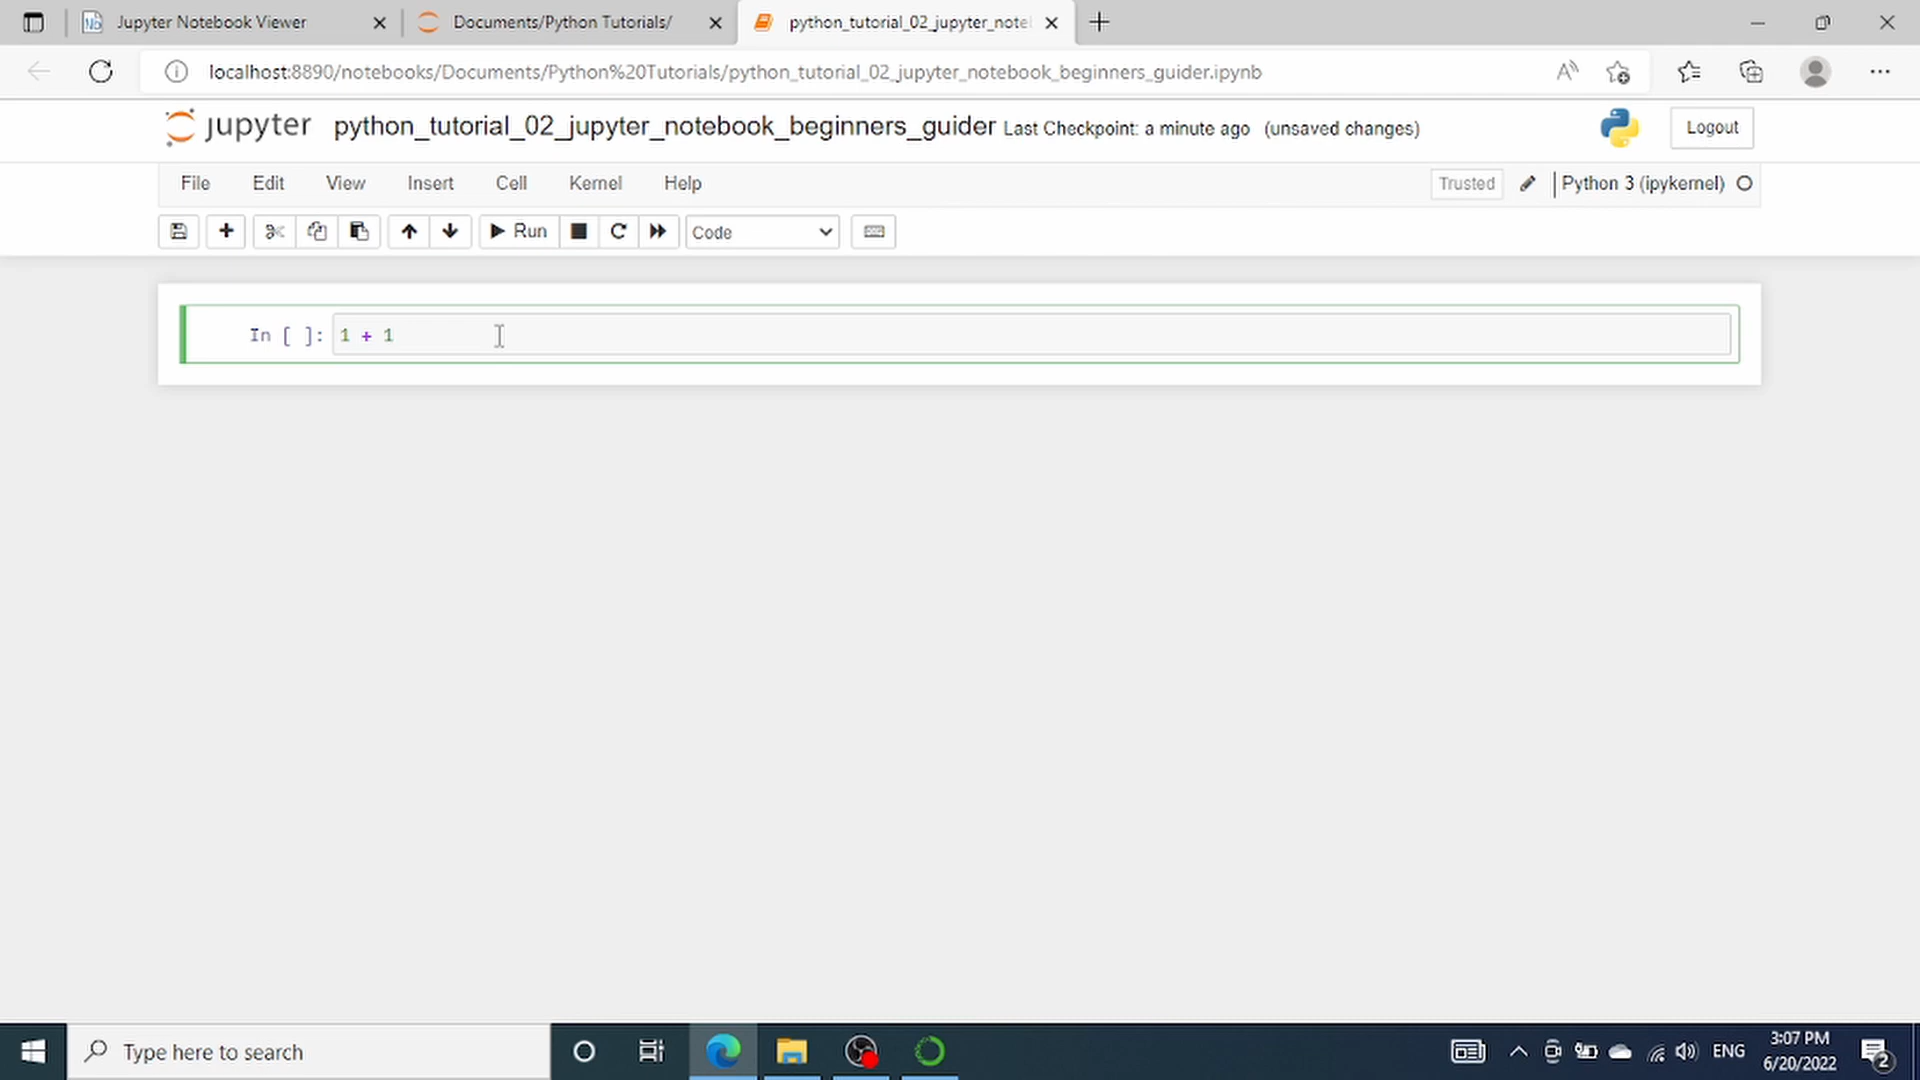 Jupyter Notebook Viewer
Documents/Python Tutorials/
python_tutorial_02_jupyter_note
localhost:8890/notebooks/Documents/Python%20Tutorials/python_tutorial_02_jupyter_notebook_beginners_guider.ipynb
jupyter python_tutorial_02_jupyter_notebook_beginners_guider Last Checkpoint: a minute ago (unsaved changes)
Logout
File Edit View Insert Cell Kernel Help
Trusted
Python 3 (ipykernel)
Run
Code
In [ ]: 1 + 1
Type here to search
ENG
3:07 PM
6/20/2022
2